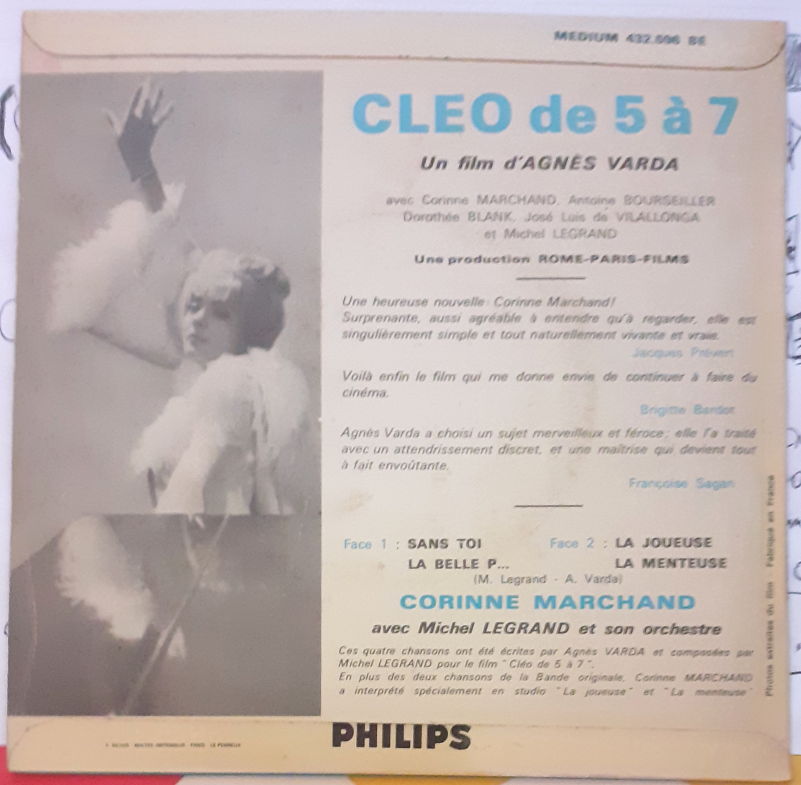 MEDIUM 432.596 BE
CLEO de 5 à 7
Un film d'AGNÈS VARDA
avec Corinne MARCHAND, Antoine BOURSEILLER
Dorothée BLANK, José Luis de VILALLONGA
et Michel LEGRAND
Une production ROME-PARIS-FILMS
Une heureuse nouvelle : Corinne Marchand !
Surprenante, aussi agréable à entendre qu'à regarder, elle est
singulièrement simple et tout naturellement vivante et vraie.
Jacques Prévert
Voilà enfin le film qui me donne envie de continuer à faire du
cinéma.
Brigitte Bardot
Agnès Varda a choisi un sujet merveilleux et féroce ; elle l'a traité
avec un attendrissement discret, et une maîtrise qui devient tout
à fait envoûtante.
Françoise Sagan
Face 1 : SANS TOI
LA BELLE P...
Face 2 : LA JOUEUSE
LA MENTEUSE
(M. Legrand - A. Varda)
CORINNE MARCHAND
avec Michel LEGRAND et son orchestre
Ces quatre chansons ont été écrites par Agnès VARDA et composées par
Michel LEGRAND pour le film "Cléo de 5 à 7".
En plus des deux chansons de la Bande originale, Corinne MARCHAND
a interprété spécialement en studio "La joueuse" et "La menteuse"
Photos extraites du film Fabriqué en France
PHILIPS